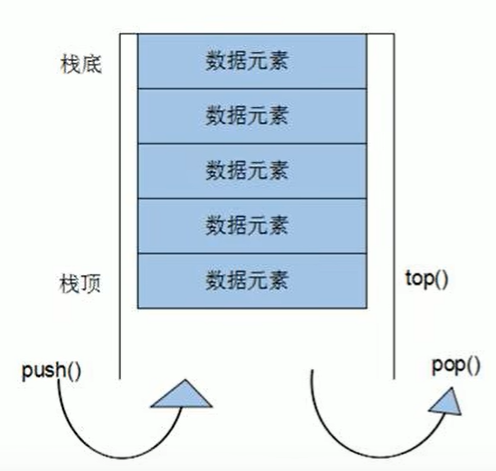 栈底
数据元素
数据元素
数据元素
数据元素
栈顶
数据元素
top()
push()
pop()